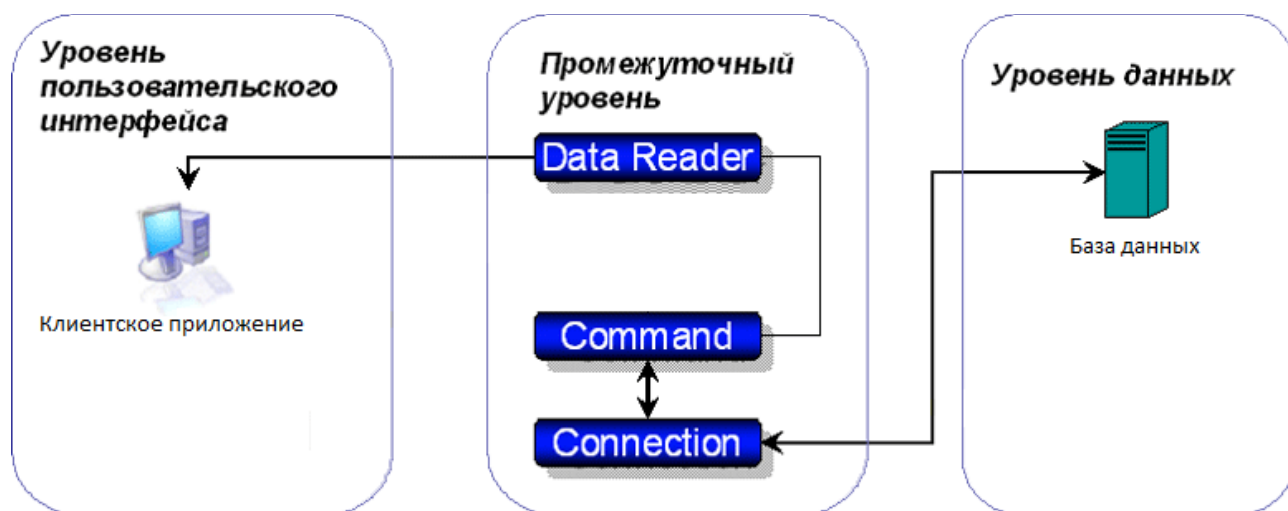 Уровень
пользовательского
интерфейса
Клиентское приложение
Промежуточный
уровень
Data Reader
Command
Connection
Уровень данных
База данных